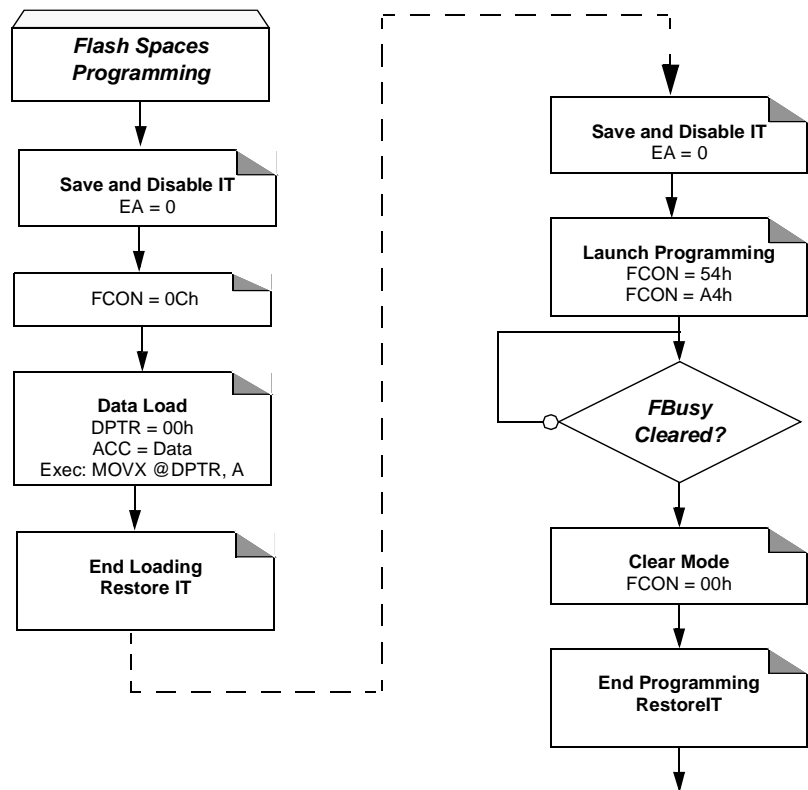 Flash Spaces
Programming
Save and Disable IT
EA = 0
FCON = 0Ch
Data Load
DPTR = 00h
ACC = Data
Exec: MOVX @DPTR, A
End Loading
Restore IT
Save and Disable IT
EA = 0
Launch Programming
FCON = 54h
FCON = A4h
FBusy
Cleared?
Clear Mode
FCON = 00h
End Programming
RestoreIT